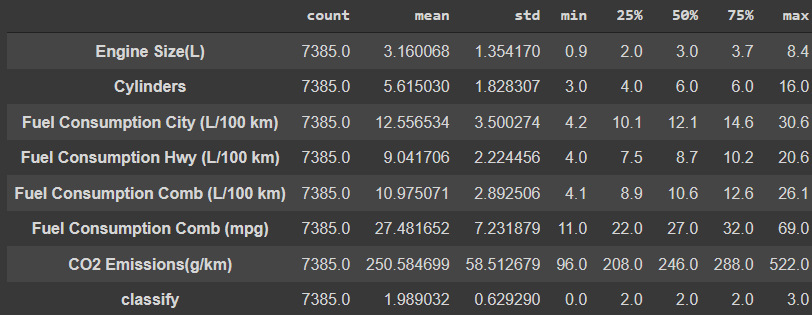 count mean std min 25% 50% 75% max
Engine Size(L) 7385.0 3.160068 1.354170 0.9 2.0 3.0 3.7 8.4
Cylinders 7385.0 5.615030 1.828307 3.0 4.0 6.0 6.0 16.0
Fuel Consumption City (L/100 km) 7385.0 12.556534 3.500274 4.2 10.1 12.1 14.6 30.6
Fuel Consumption Hwy (L/100 km) 7385.0 9.041706 2.224456 4.0 7.5 8.7 10.2 20.6
Fuel Consumption Comb (L/100 km) 7385.0 10.975071 2.892506 4.1 8.9 10.6 12.6 26.1
Fuel Consumption Comb (mpg) 7385.0 27.481652 7.231879 11.0 22.0 27.0 32.0 69.0
CO2 Emissions(g/km) 7385.0 250.584699 58.512679 96.0 208.0 246.0 288.0 522.0
classify 7385.0 1.989032 0.629290 0.0 2.0 2.0 2.0 3.0